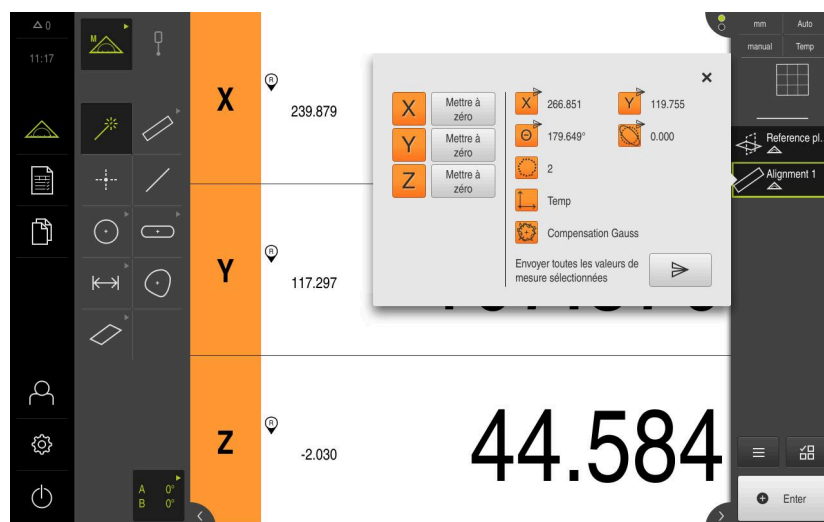 0
11:17
M
A 0°
B 0°
X
R
239.879
Y
R
117.297
Z
R
-2.030
44.584
X
Mettre à
zéro
Y
Mettre à
zéro
Z
Mettre à
zéro
X
266.851
Y
119.755
Θ
179.649°
0.000
2
Temp
Compensation Gauss
Envoyer toutes les valeurs de
mesure sélectionnées
mm
Auto
manual
Temp
Reference pl.
Alignment 1
Enter